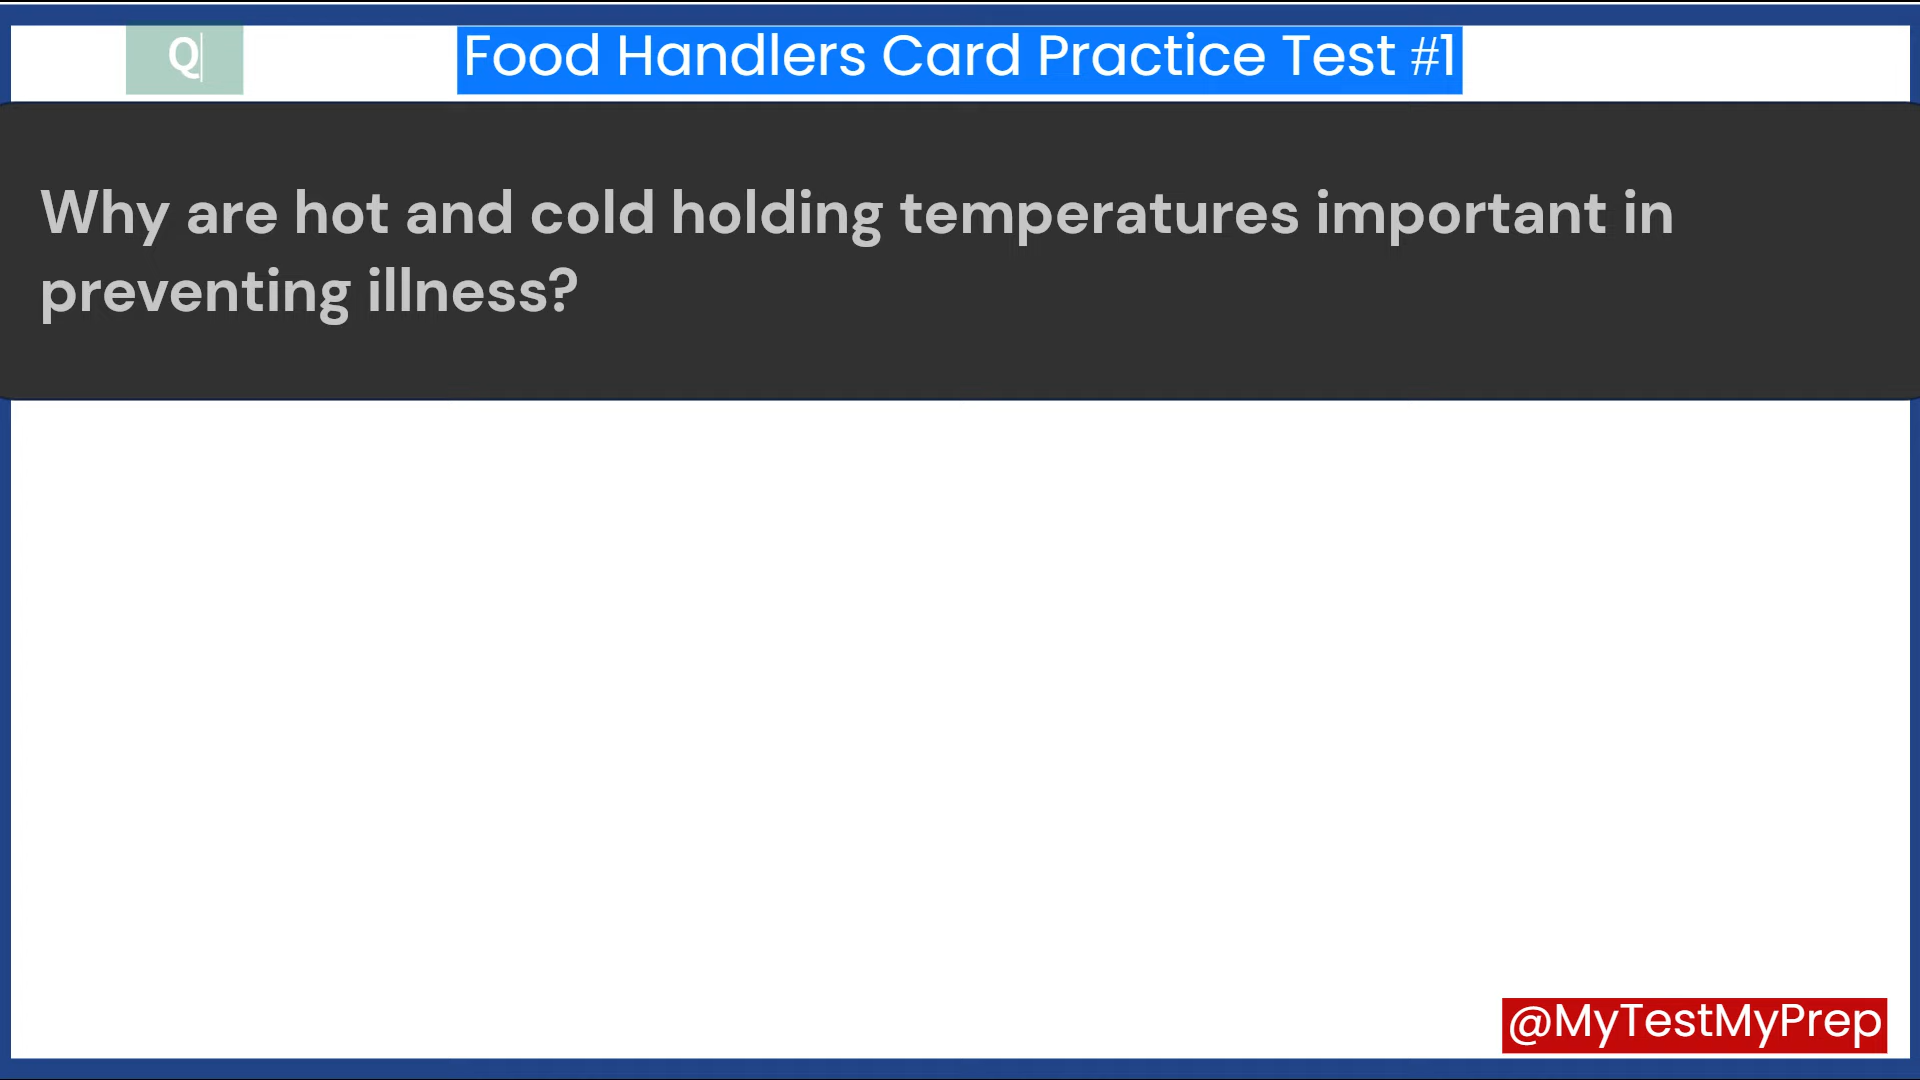 Q
Food Handlers Card Practice Test #1
Why are hot and cold holding temperatures important in
preventing illness?
@MyTestMyPrep